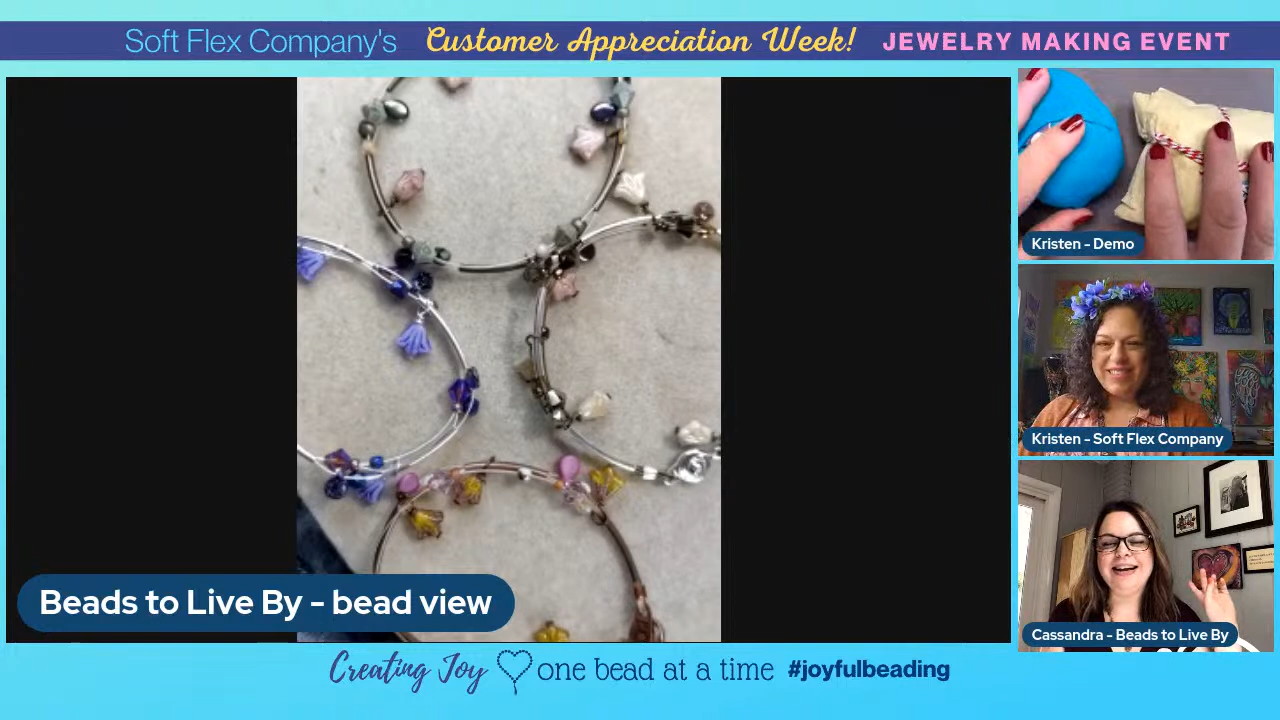 Soft Flex Company's Customer Appreciation Week! JEWELRY MAKING EVENT
Kristen - Demo
Kristen - Soft Flex Company
Beads to Live By - bead view
Cassandra - Beads to Live By
Creating Joy one bead at a time #joyfulbeading